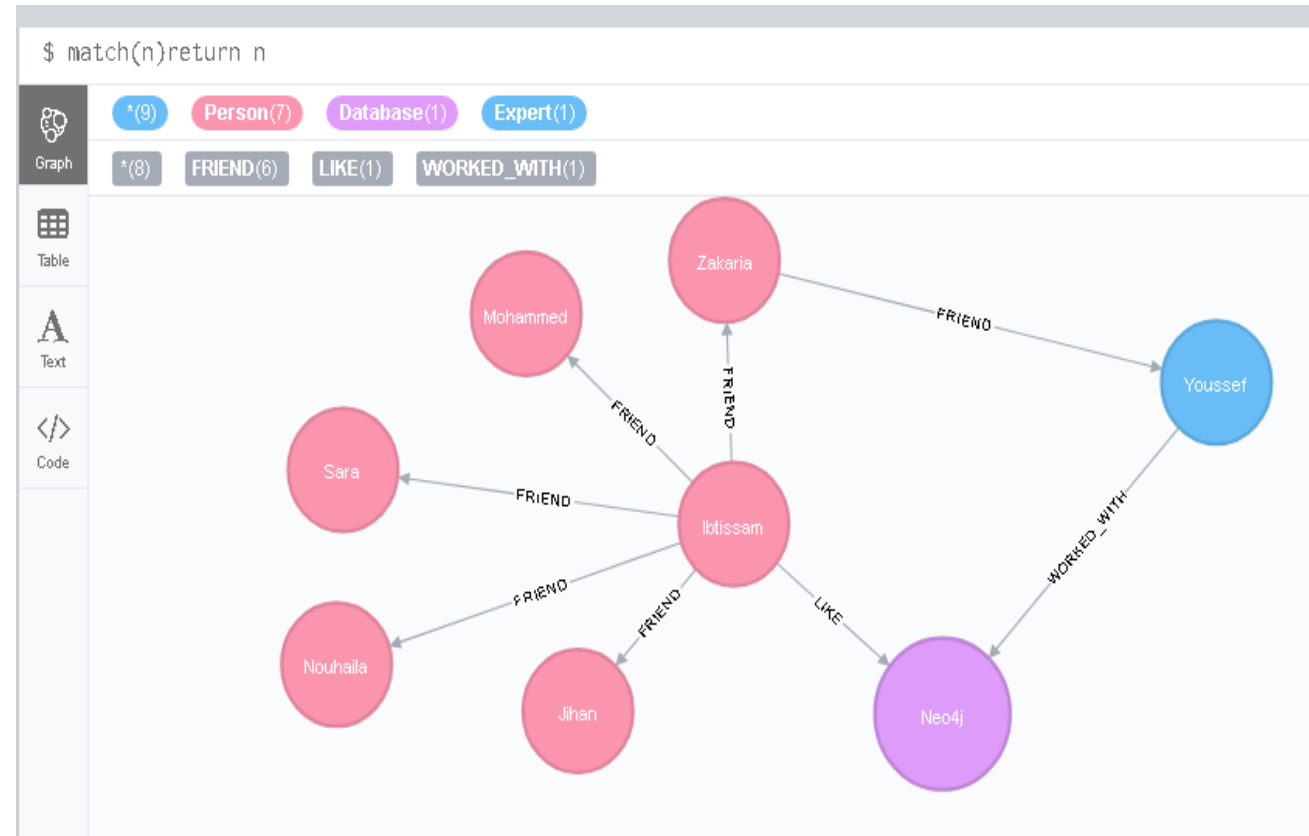 $ match(n)return n
*(9) Person(7) Database(1) Expert(1)
Graph
*(8) FRIEND(6) LIKE(1) WORKED_WITH(1)
Table
Text
Code
Zakaria
Mohammed
FRIEND
Youssef
FRIEND
FRIEND
Sara
FRIEND
Ibtissam
WORKED_WITH
FRIEND
FRIEND
LIKE
Nouhaila
Jihan
Neo4j